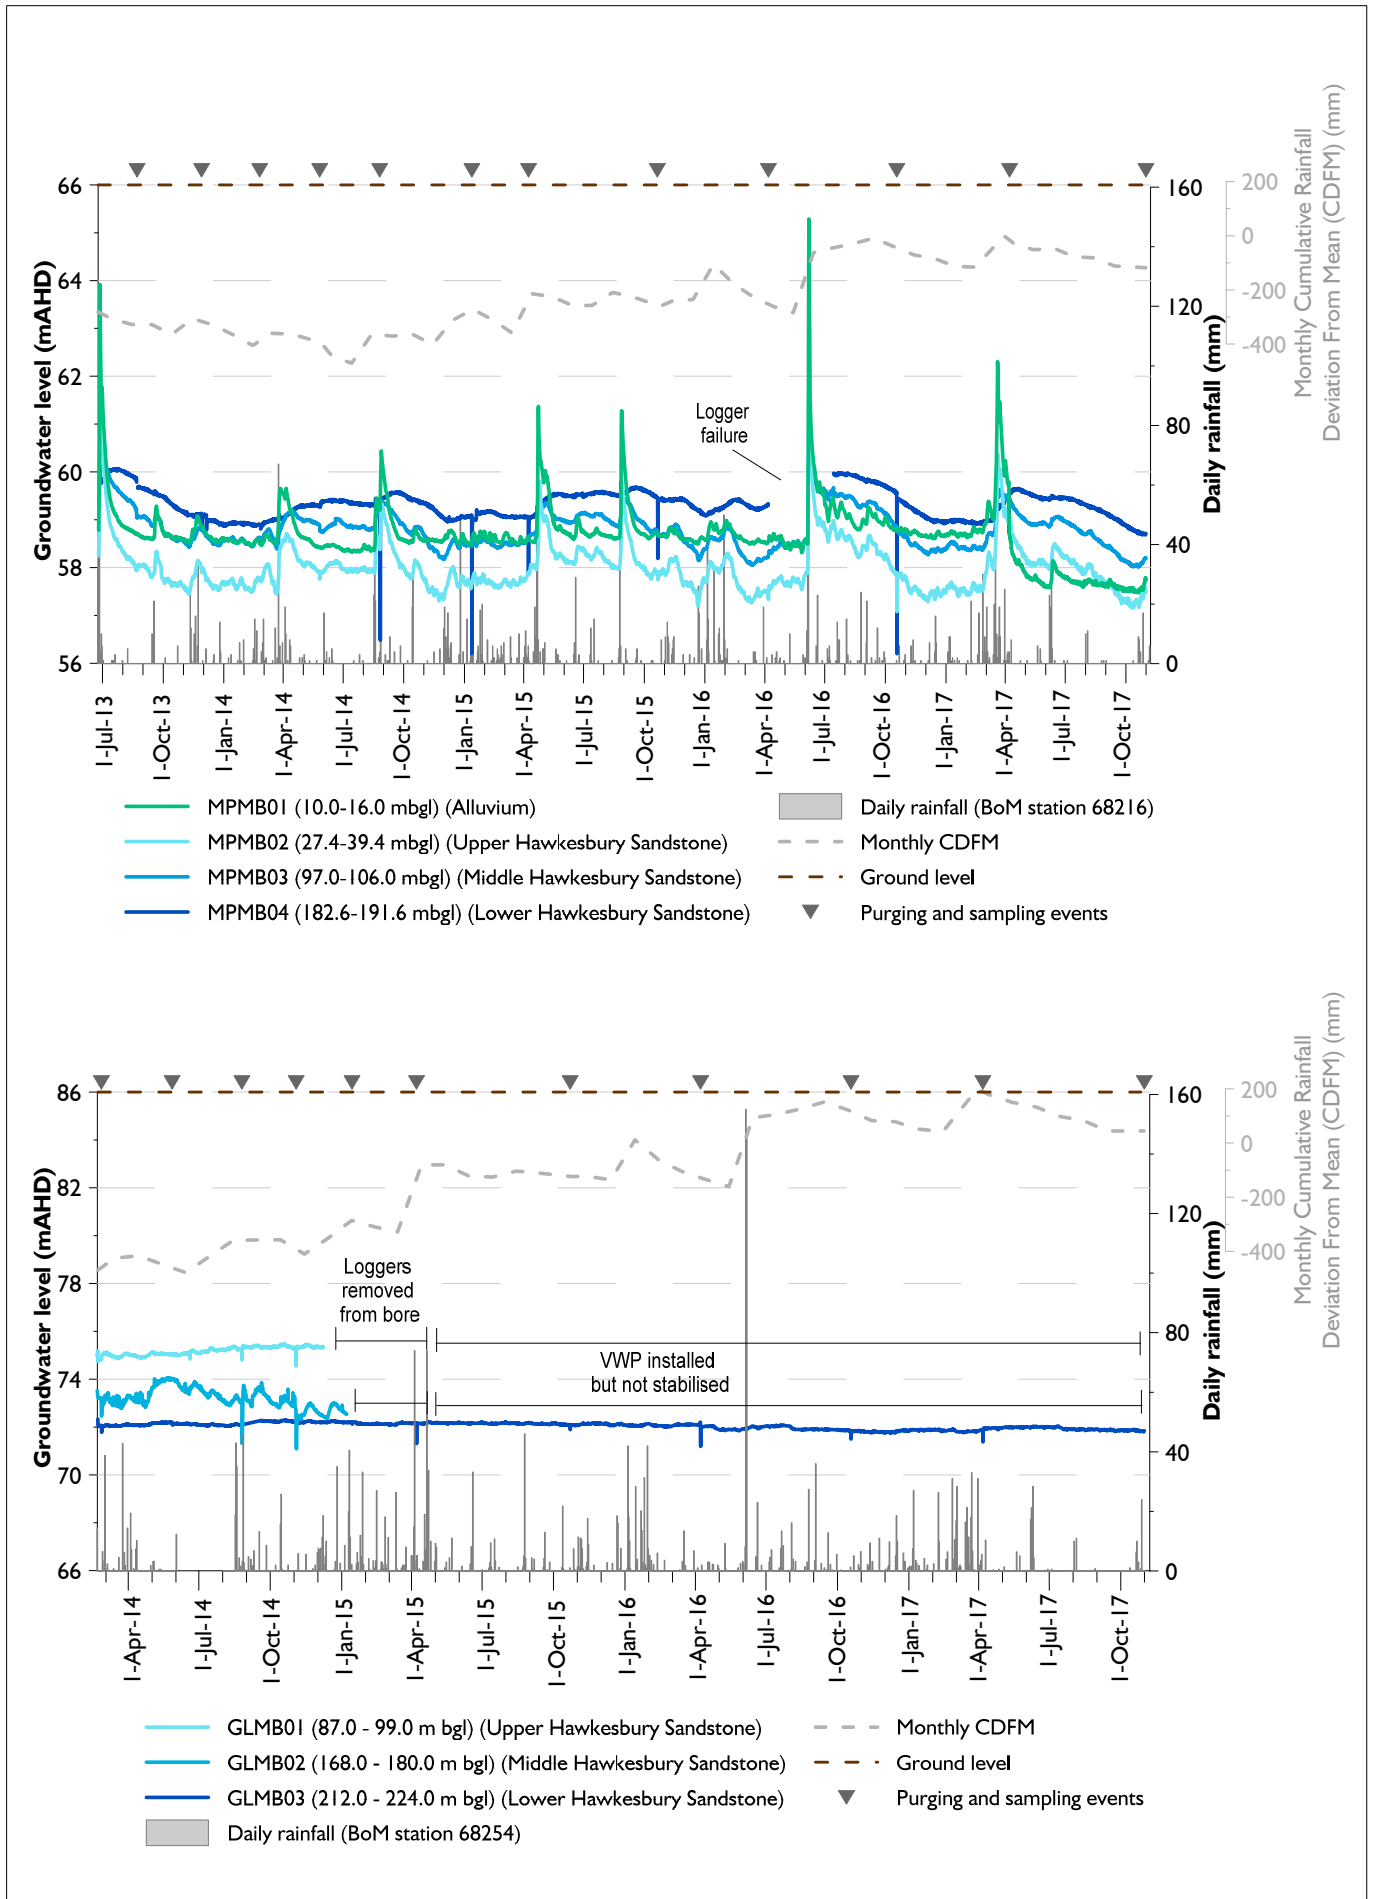 Groundwater level (mAHD)
66
64
62
60
58
56
Logger
failure
160
120
80
40
0
Daily rainfall (mm)
200
0
-200
-400
Monthly Cumulative Rainfall
Deviation From Mean (CDFM) (mm)
1-Jul-13
1-Oct-13
1-Jan-14
1-Apr-14
1-Jul-14
1-Oct-14
1-Jan-15
1-Apr-15
1-Jul-15
1-Oct-15
1-Jan-16
1-Apr-16
1-Jul-16
1-Oct-16
1-Jan-17
1-Apr-17
1-Jul-17
1-Oct-17
MPMB01 (10.0-16.0 mbgl) (Alluvium)
MPMB02 (27.4-39.4 mbgl) (Upper Hawkesbury Sandstone)
MPMB03 (97.0-106.0 mbgl) (Middle Hawkesbury Sandstone)
MPMB04 (182.6-191.6 mbgl) (Lower Hawkesbury Sandstone)
Daily rainfall (BoM station 68216)
Monthly CDFM
Ground level
Purging and sampling events
Groundwater level (mAHD)
86
82
78
74
70
66
Loggers
removed
from bore
VWP installed
but not stabilised
160
120
80
40
0
Daily rainfall (mm)
200
0
-200
-400
Monthly Cumulative Rainfall
Deviation From Mean (CDFM) (mm)
1-Apr-14
1-Jul-14
1-Oct-14
1-Jan-15
1-Apr-15
1-Jul-15
1-Oct-15
1-Jan-16
1-Apr-16
1-Jul-16
1-Oct-16
1-Jan-17
1-Apr-17
1-Jul-17
1-Oct-17
GLMB01 (87.0 - 99.0 m bgl) (Upper Hawkesbury Sandstone)
GLMB02 (168.0 - 180.0 m bgl) (Middle Hawkesbury Sandstone)
GLMB03 (212.0 - 224.0 m bgl) (Lower Hawkesbury Sandstone)
Daily rainfall (BoM station 68254)
Monthly CDFM
Ground level
Purging and sampling events